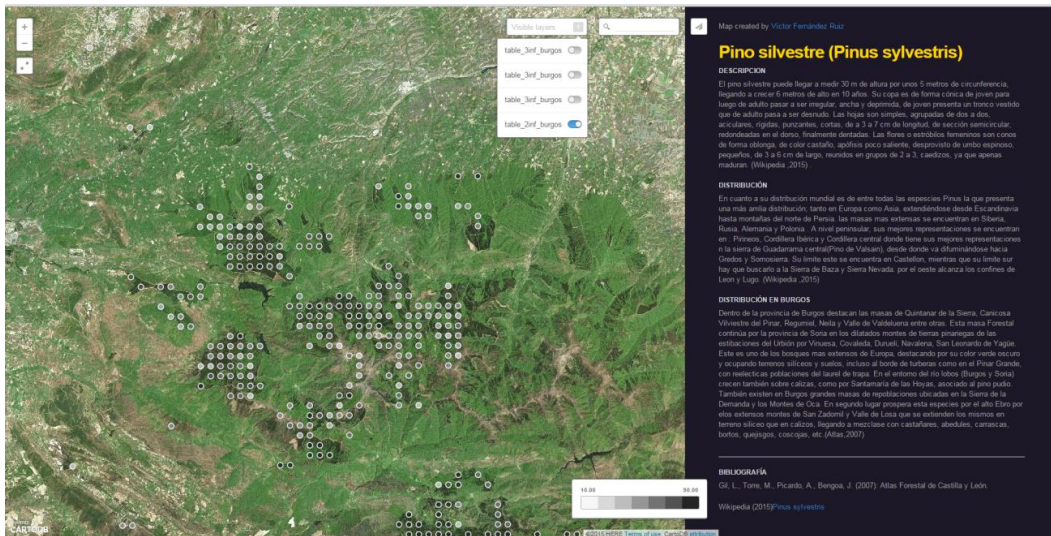 +
−
Visible layers 1
table_3inf_burgos
table_3inf_burgos
table_3inf_burgos
table_2inf_burgos
Map created by Víctor Fernández Ruiz
Pino silvestre (Pinus sylvestris)
DESCRIPCION
El pino silvestre puede llegar a medir 30 m de altura por unos 5 metros de circunferencia,
llegando a crecer 6 metros de alto en 10 años. Su copa es de forma cónica de joven para
luego de adulto pasar a ser irregular, ancha y deprimida, de joven presenta un tronco vestido
que de adulto pasa a ser desnudo. Las hojas son simples, agrupadas de dos a dos,
aciculares, rígidas, punzantes, cortas, de a 3 a 7 cm de longitud, de sección semicircular,
redondeadas en el dorso, finalmente dentadas. Las flores o estróbilos femeninos son conos
de forma oblonga, de color castaño, apófisis poco saliente, desprovisto de umbo espinoso,
pequeños, de 3 a 6 cm de largo, reunidos en grupos de 2 a 3, caedizos, ya que apenas
maduran. (Wikipedia ,2015)
DISTRIBUCIÓN
En cuanto a su distribución mundial es de entre todas las espescies Pinus la que presenta
una más amlia distribución; tanto en Europa como Asia, extendiéndose desde Escandinavia
hasta montañas del norte de Persia. las masas mas extensas se encuentran en Siberia,
Rusia, Alemania y Polonia . A nivel peninsular, sus mejores representaciones se encuentran
en . Pirineos, Cordillera Ibérica y Cordillera central donde tiene sus mejores representaciones
n la sierra de Guadarrama central(Pino de Valsain), desde donde va difuminándose hacia
Gredos y Somosierra. Su limite este se encuentra en Castellon, mientras que su limite sur
hay que buscarlo a la Sierra de Baza y Sierra Nevada, por el oeste alcanza los confines de
Leon y Lugo. (Wikipedia ,2015)
DISTRIBUCIÓN EN BURGOS
Dentro de la provincia de Burgos destacan las masas de Quintanar de la Sierra, Canicosa
Vilviestre del Pinar, Regumiel, Neila y Valle de Valdeluena entre otras. Esta masa Forestal
continúa por la provincia de Soria en los dilatados montes de tierras pinariegas de las
estibaciones del Urbión por Vinuesa, Covaleda, Durueli, Navalena, San Leonardo de Yagüe.
Este es uno de los bosques mas extensos de Europa, destacando por su color verde oscuro
y ocupando terrenos silíceos y suelos, incluso al borde de turberas como en el Pinar Grande,
con reelecticas poblaciones del laurel de trapa. En el entorno del río lobos (Burgos y Soria)
crecen también sobre calizas, como por Santamaría de las Hoyas, asociado al pino pudio.
También existen en Burgos grandes masas de repoblaciones ubicadas en la Sierra de la
Demanda y los Montes de Oca. En segundo lugar prospera esta especies por el alto Ebro por
elos extensos montes de San Zadornil y Valle de Losa que se extienden los mismos en
terreno síliceo que en calizos, llegando a mezclase con castañares, abedules, carrascas,
bortos, quejisgos, coscojas, etc.(Atlas,2007)
BIBLIOGRAFÍA
Gil, L., Torre, M., Picardo, A., Bengoa, J. (2007): Atlas Forestal de Castilla y León.
Wikipedia (2015)Pinus sylvestris
10.00 90.00
CARTODB
©2015 HERE Terms of use, CartoDB attribution